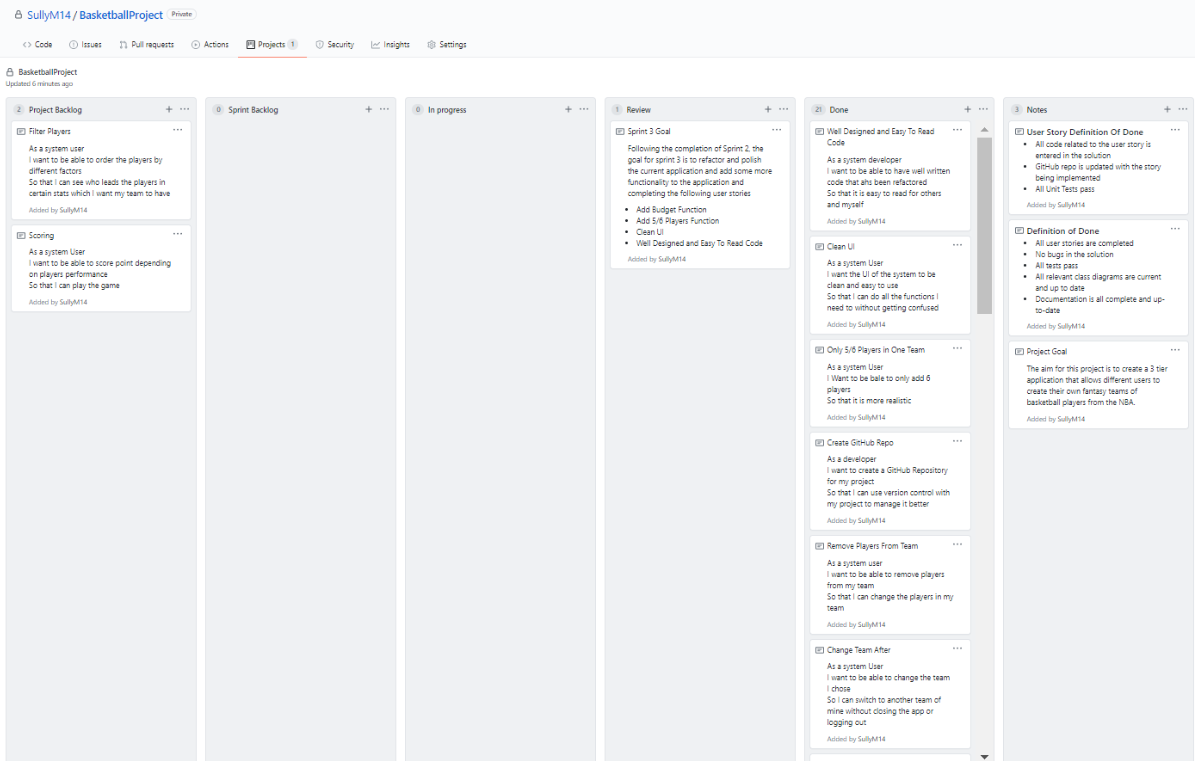 SullyM14 / BasketballProject Private
Code Issues Pull requests Actions Projects 1 Security Insights Settings
BasketballProject
Updated 6 minutes ago
2 Project Backlog
Filter Players
As a system user
I want to be able to order the players by
different factors
So that I can see who leads the players in
certain stats which I want my team to have
Added by SullyM14
Scoring
As a system User
I want to be able to score point depending
on players performance
So that I can play the game
Added by SullyM14
0 Sprint Backlog
0 In progress
1 Review
Sprint 3 Goal
Following the completion of Sprint 2, the
goal for sprint 3 is to refactor and polish
the current application and add some more
functionality to the application and
completing the following user stories
• Add Budget Function
• Add 5/6 Players Function
• Clean UI
• Well Designed and Easy To Read Code
Added by SullyM14
21 Done
Well Designed and Easy To Read
Code
As a system developer
I want to be able to have well written
code that ahs been refactored
So that it is easy to read for others
and myself
Added by SullyM14
Clean UI
As a system User
I want the UI of the system to be
clean and easy to use
So that I can do all the functions I
need to without getting confused
Added by SullyM14
Only 5/6 Players in One Team
As a system User
I Want to be bale to only add 6
players
So that it is more realistic
Added by SullyM14
Create GitHub Repo
As a developer
I want to create a GitHub Repository
for my project
So that I can use version control with
my project to manage it better
Added by SullyM14
Remove Players From Team
As a system user
I want to be able to remove players
from my team
So that I can change the players in my
team
Added by SullyM14
Change Team After
As a system User
I want to be able to change the team
I chose
So I can switch to another team of
mine without closing the app or
logging out
Added by SullyM14
3 Notes
User Story Definition Of Done
• All code related to the user story is
entered in the solution
• GitHub repo is updated with the story
being implemented
• All Unit Tests pass
Added by SullyM14
Definition of Done
• All user stories are completed
• No bugs in the solution
• All tests pass
• All relevant class diagrams are current
and up to date
• Documentation is all complete and up-
to-date
Added by SullyM14
Project Goal
The aim for this project is to create a 3 tier
application that allows different users to
create their own fantasy teams of
basketball players from the NBA.
Added by SullyM14